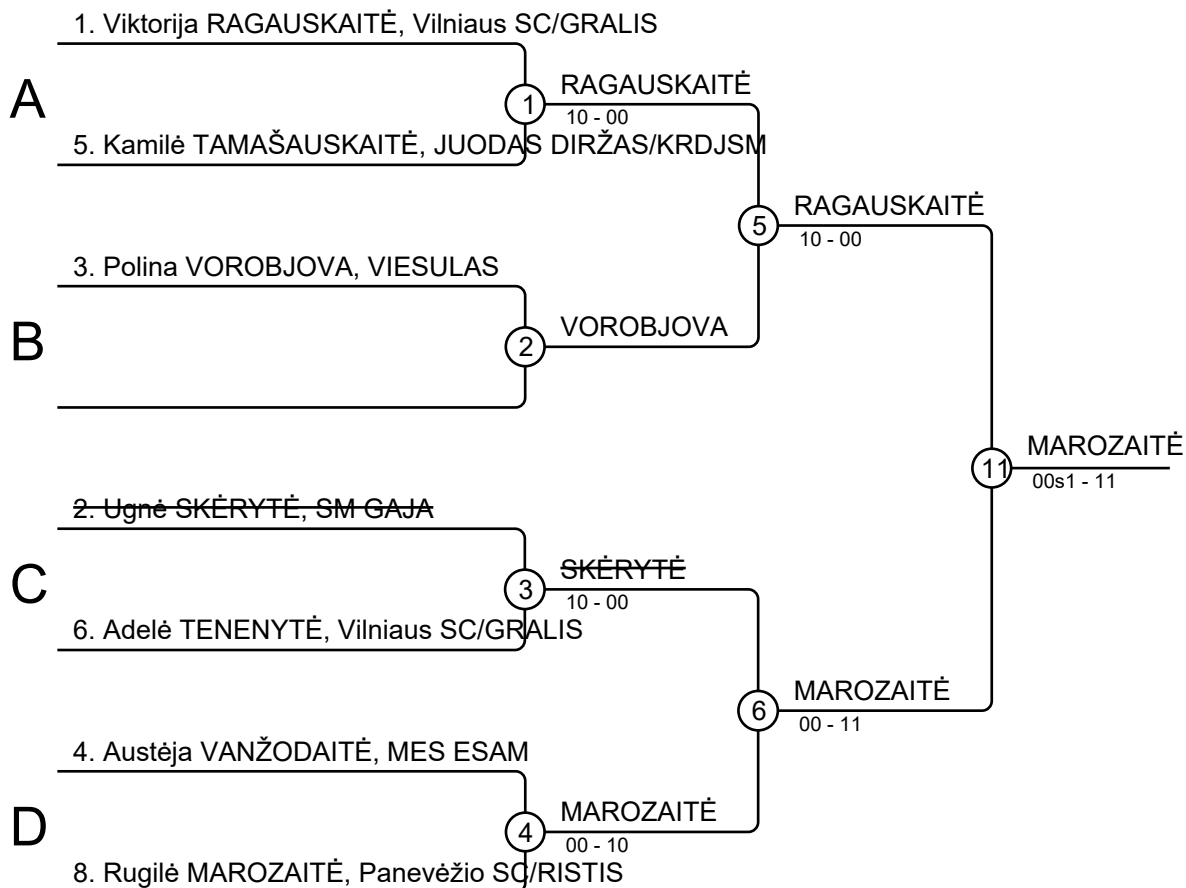 1. Viktorija RAGAUSKAITĖ, Vilniaus SC/GRALIS
A
1
RAGAUSKAITĖ
10 - 00
5. Kamilė TAMAŠAUSKAITĖ, JUODAS DIRŽAS/KRDJSM
5
RAGAUSKAITĖ
10 - 00
3. Polina VOROBJOVA, VIESULAS
B
2
VOROBJOVA
11
MAROZAITĖ
00s1 - 11
2. Ugnė SKĖRYTĖ, SM GAJA
C
3
SKĖRYTĖ
10 - 00
6. Adelė TENENYTĖ, Vilniaus SC/GRALIS
6
MAROZAITĖ
00 - 11
4. Austėja VANŽODAITĖ, MES ESAM
D
4
MAROZAITĖ
00 - 10
8. Rugilė MAROZAITĖ, Panevėžio SC/RISTIS